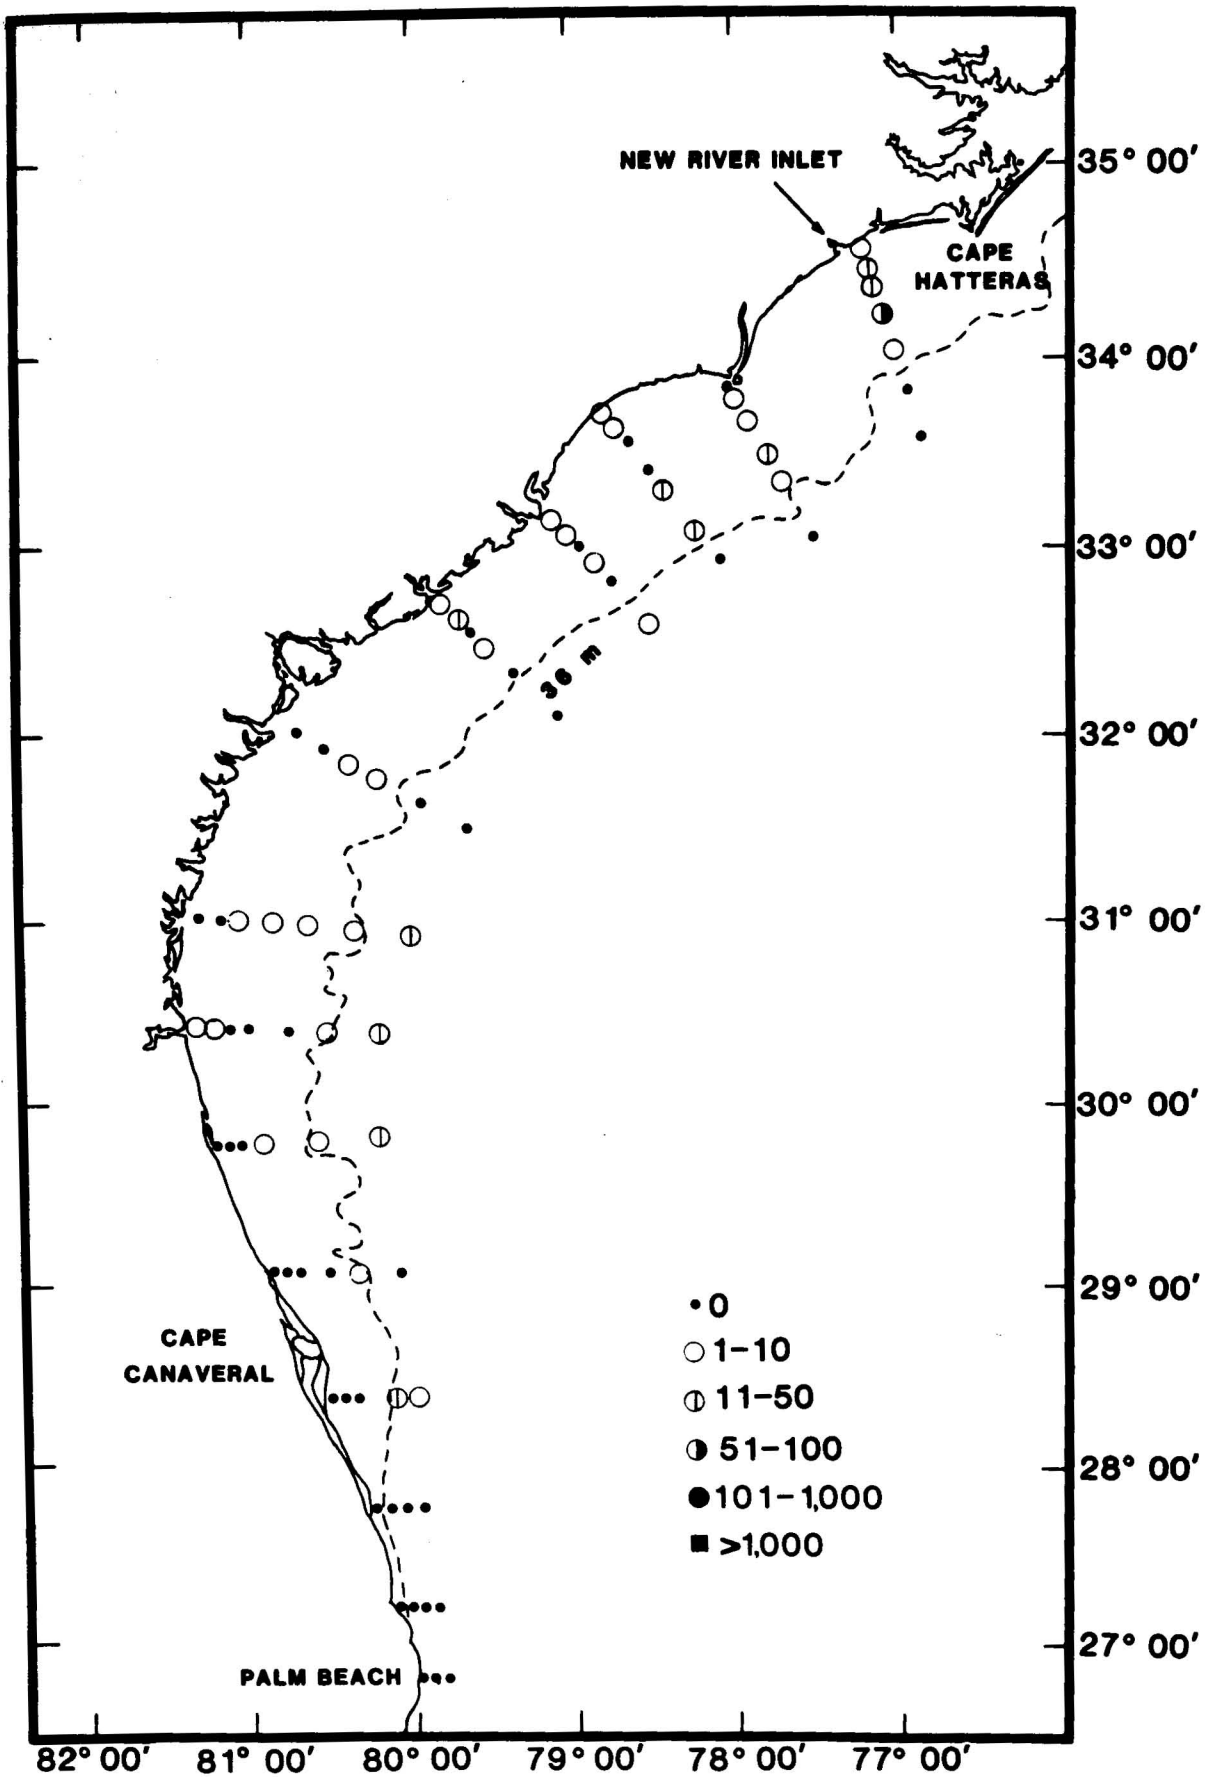 NEW RIVER INLET
35° 00′
CAPE
HATTERAS
34° 00′
33° 00′
36 m
32° 00′
31° 00′
30° 00′
29° 00′
0
1-10
CAPE
CANAVERAL
11-50
51-100
28° 00′
101-1,000
>1,000
27° 00′
PALM BEACH
82° 00′ 81° 00′ 80° 00′ 79° 00′ 78° 00′ 77° 00′